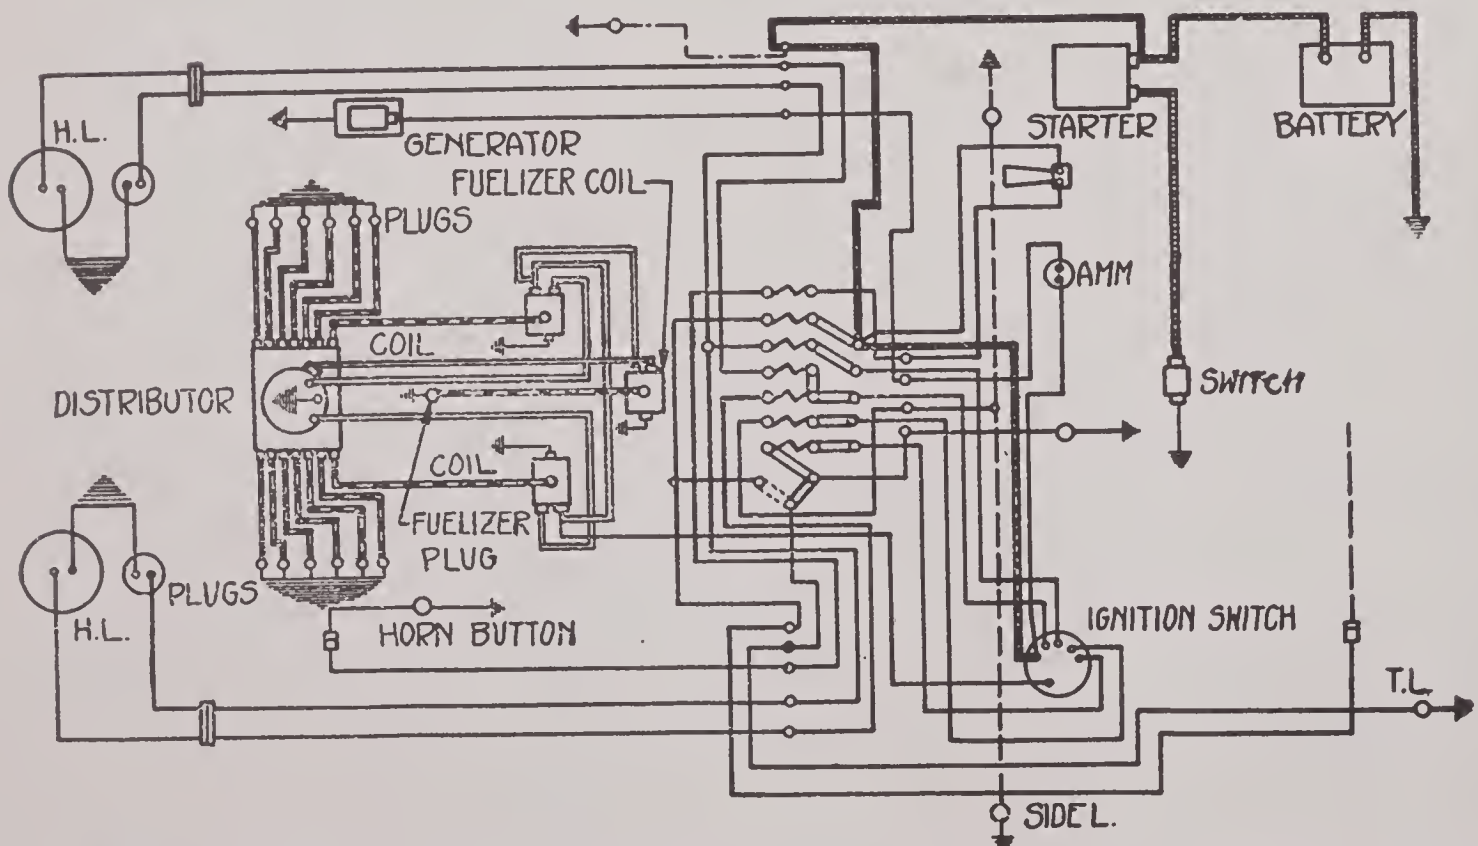 STARTER
BATTERY
H.L.
GENERATOR
FUELIZER COIL
PLUGS
AMM
COIL
SWITCH
DISTRIBUTOR
COIL
FUELIZER
PLUG
PLUGS
H.L.
HORN BUTTON
IGNITION SWITCH
T.L.
SIDE L.